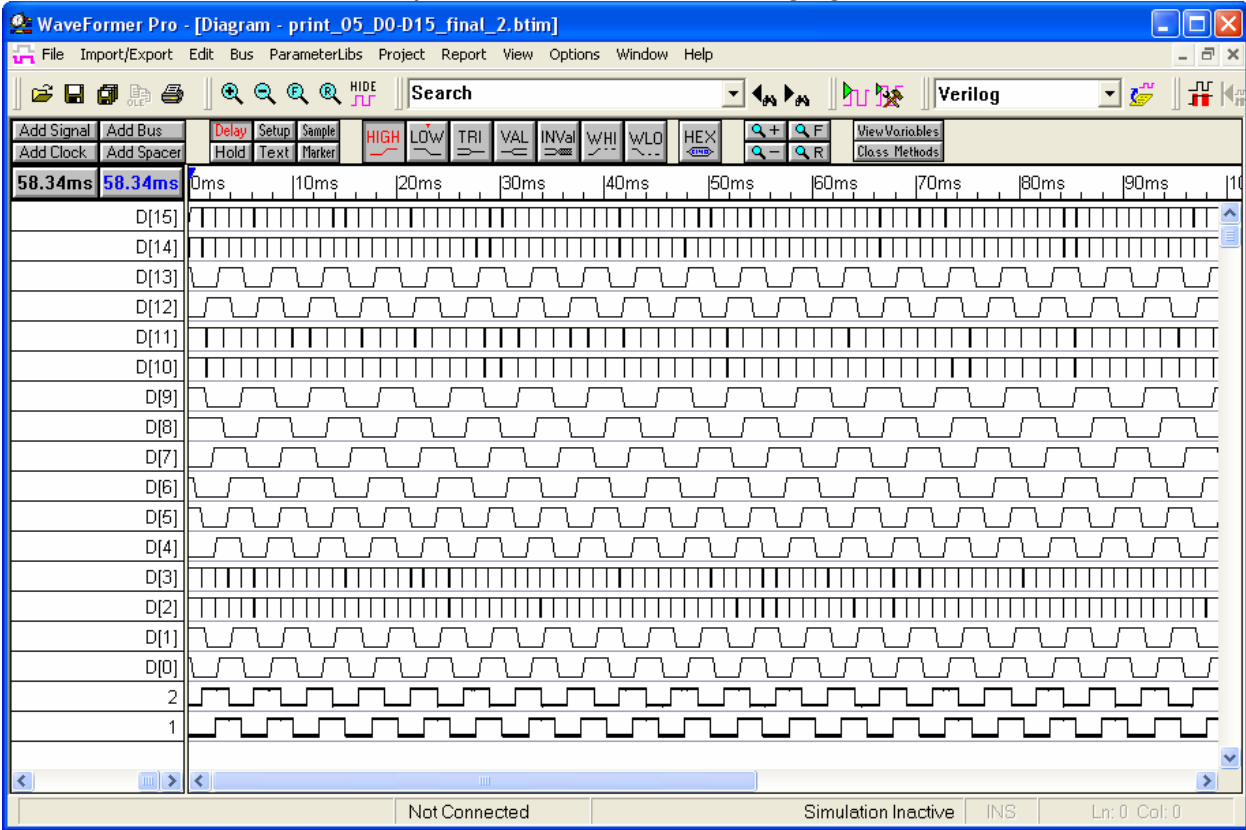 WaveFormer Pro - [Diagram - print_05_D0-D15_final_2.btim]
File Import/Export Edit Bus ParameterLibs Project Report View Options Window Help
HIDE Search Verilog
Add Signal Add Bus Delay Setup Sample HIGH LOW TRI VAL INVal WHI WLO HEX + F View Variables
Add Clock Add Spacer Hold Text Marker - R Class Methods
58.34ms 58.34ms 0ms 10ms 20ms 30ms 40ms 50ms 60ms 70ms 80ms 90ms
D[15]
D[14]
D[13]
D[12]
D[11]
D[10]
D[9]
D[8]
D[7]
D[6]
D[5]
D[4]
D[3]
D[2]
D[1]
D[0]
2
1
Not Connected Simulation Inactive INS Ln: 0 Col: 0